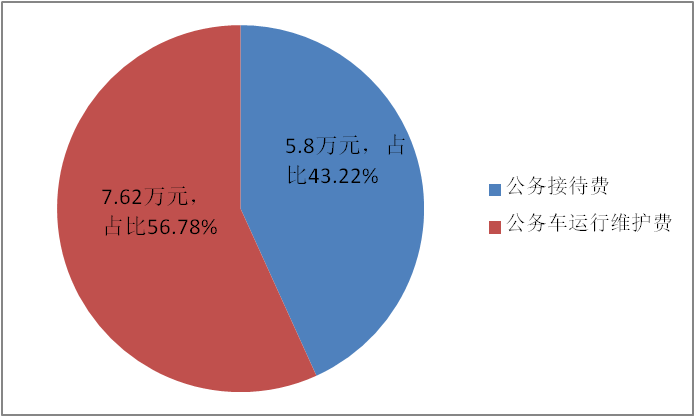 5.8万元，占
比43.22%
7.62万元，
占比56.78%
公务接待费
公务车运行维护费